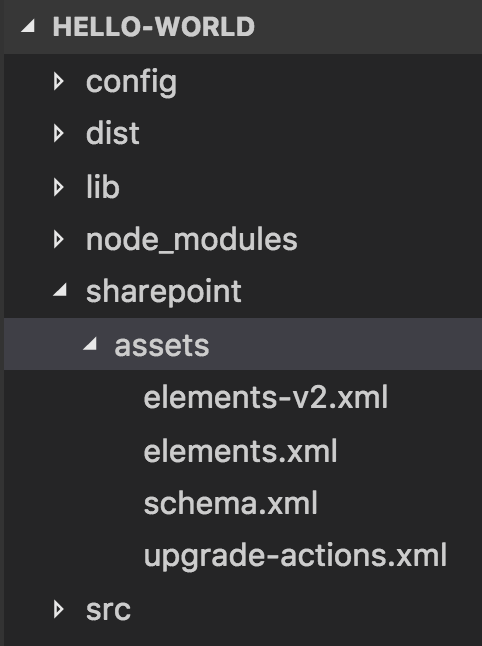 HELLO-WORLD
config
dist
lib
node_modules
sharepoint
assets
elements-v2.xml
elements.xml
schema.xml
upgrade-actions.xml
src